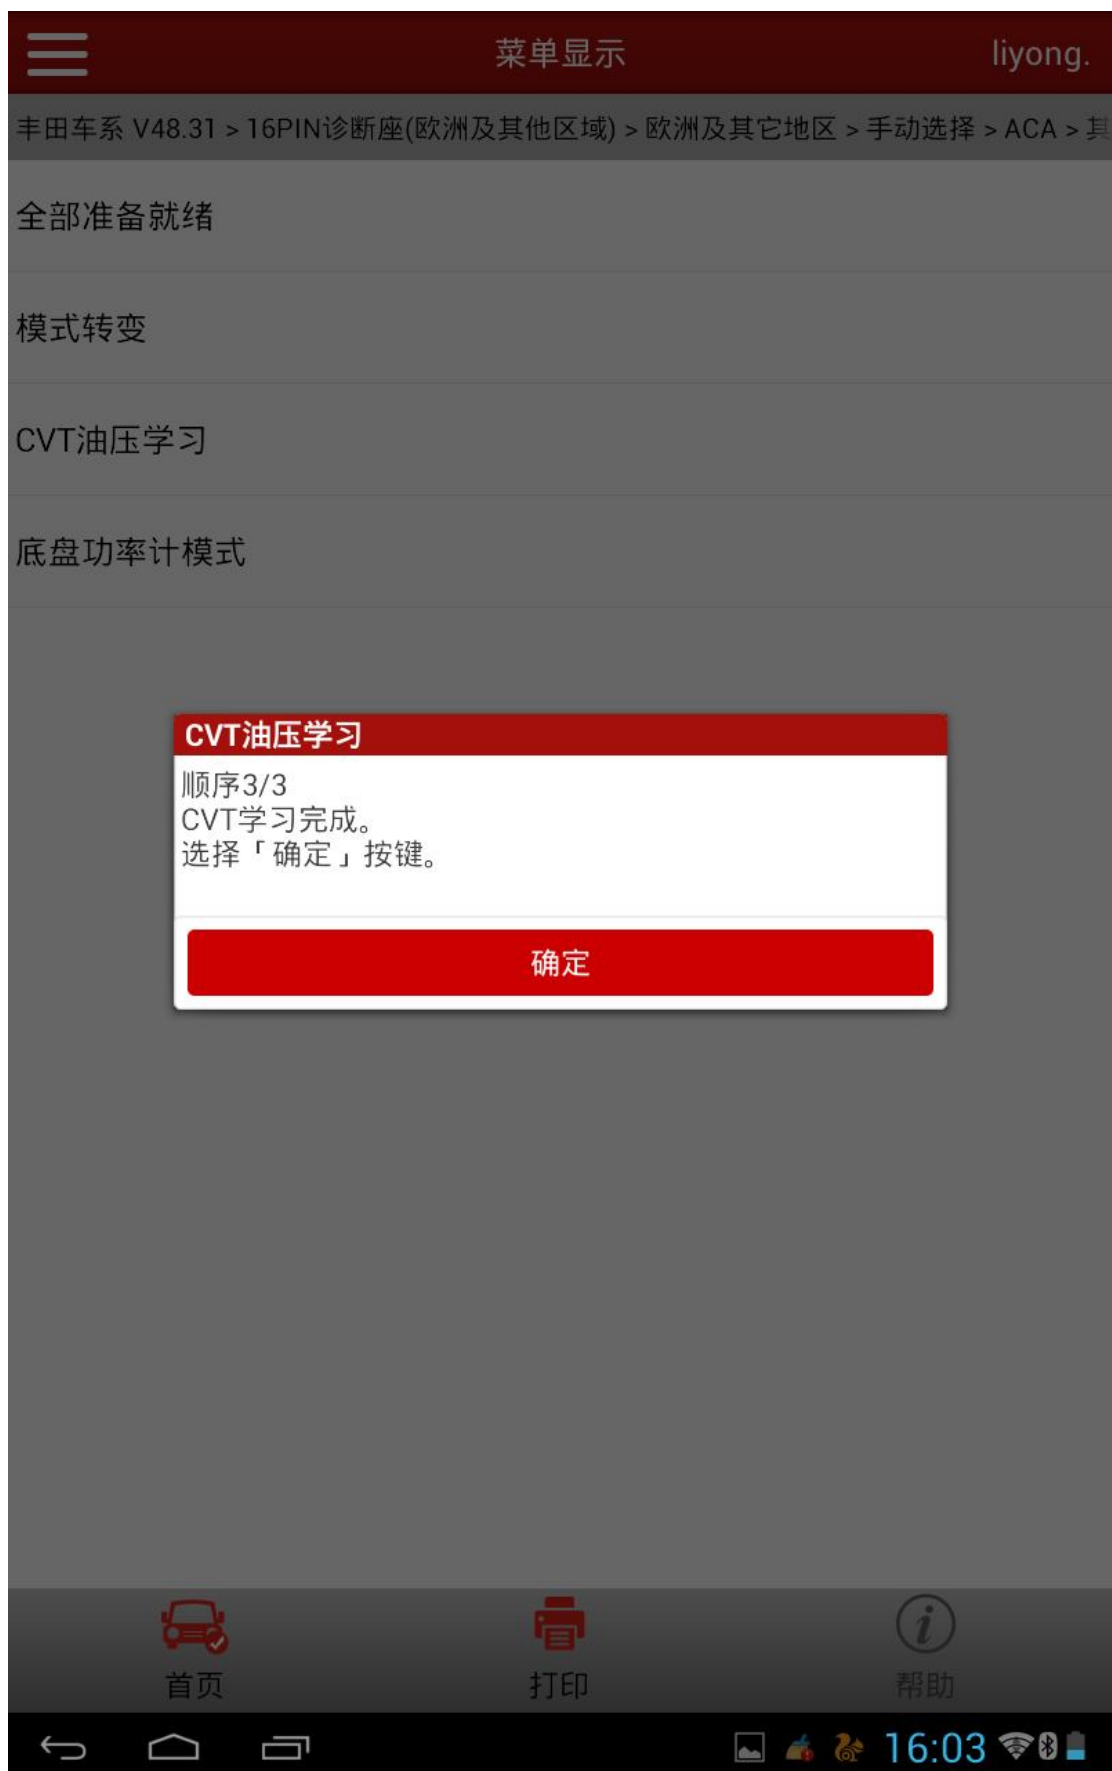 菜单显示
liyong.
丰田车系 V48.31 > 16PIN诊断座(欧洲及其他区域) > 欧洲及其它地区 > 手动选择 > ACA > 其
全部准备就绪
模式转变
CVT油压学习
底盘功率计模式
CVT油压学习
顺序3/3
CVT学习完成。
选择「确定」按键。
确定
首页
打印
帮助
16:03